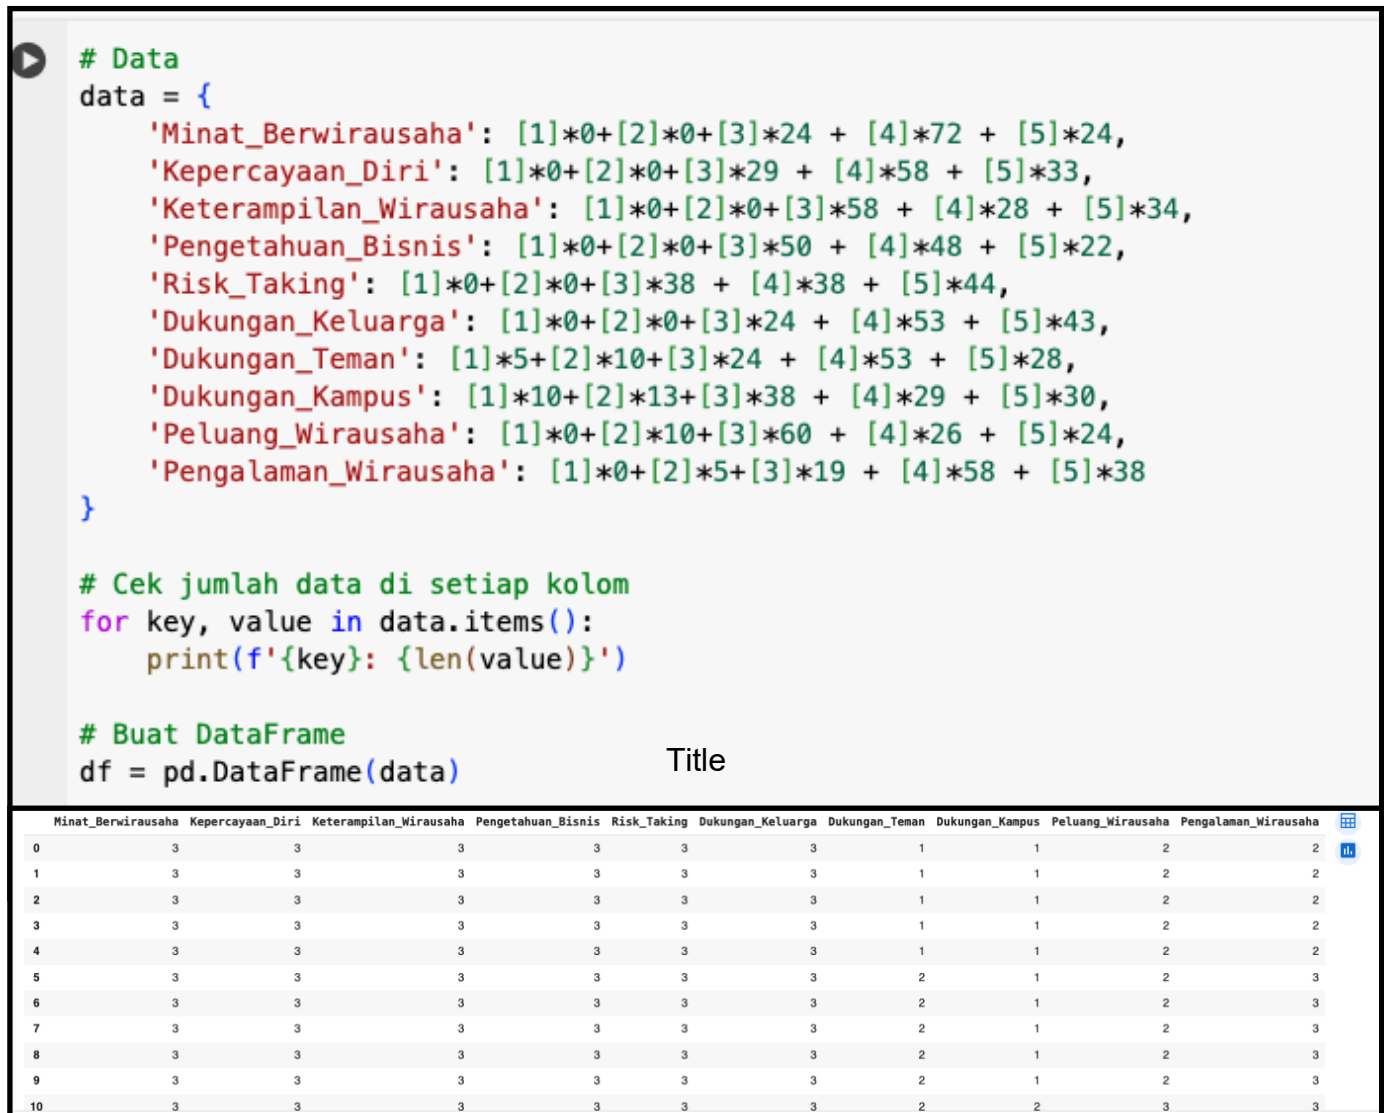 # Data
data = {
    'Minat_Berwirausaha': [1]*0+[2]*0+[3]*24 + [4]*72 + [5]*24,
    'Kepercayaan_Diri': [1]*0+[2]*0+[3]*29 + [4]*58 + [5]*33,
    'Keterampilan_Wirausaha': [1]*0+[2]*0+[3]*58 + [4]*28 + [5]*34,
    'Pengetahuan_Bisnis': [1]*0+[2]*0+[3]*50 + [4]*48 + [5]*22,
    'Risk_Taking': [1]*0+[2]*0+[3]*38 + [4]*38 + [5]*44,
    'Dukungan_Keluarga': [1]*0+[2]*0+[3]*24 + [4]*53 + [5]*43,
    'Dukungan_Teman': [1]*5+[2]*10+[3]*24 + [4]*53 + [5]*28,
    'Dukungan_Kampus': [1]*10+[2]*13+[3]*38 + [4]*29 + [5]*30,
    'Peluang_Wirausaha': [1]*0+[2]*10+[3]*60 + [4]*26 + [5]*24,
    'Pengalaman_Wirausaha': [1]*0+[2]*5+[3]*19 + [4]*58 + [5]*38
}
# Cek jumlah data di setiap kolom
for key, value in data.items():
    print(f'{key}: {len(value)}')
# Buat DataFrame
df = pd.DataFrame(data)
Title
Minat_Berwirausaha Kepercayaan_Diri Keterampilan_Wirausaha Pengetahuan_Bisnis Risk_Taking Dukungan_Keluarga Dukungan_Teman Dukungan_Kampus Peluang_Wirausaha Pengalaman_Wirausaha
0 3 3 3 3 3 3 1 1 2 2
1 3 3 3 3 3 3 1 1 2 2
2 3 3 3 3 3 3 1 1 2 2
3 3 3 3 3 3 3 1 1 2 2
4 3 3 3 3 3 3 1 1 2 2
5 3 3 3 3 3 3 2 1 2 3
6 3 3 3 3 3 3 2 1 2 3
7 3 3 3 3 3 3 2 1 2 3
8 3 3 3 3 3 3 2 1 2 3
9 3 3 3 3 3 3 2 1 2 3
10 3 3 3 3 3 3 2 2 3 3